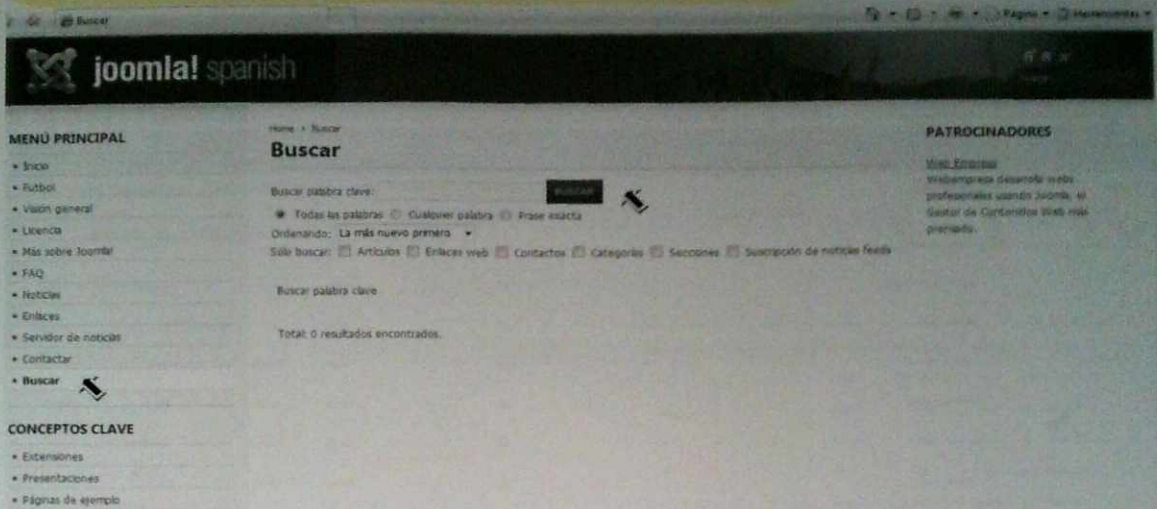 Buscar
Página Herramientas
joomla! spanish
MENÚ PRINCIPAL
Inicio
Futbol
Visión general
Licencia
Más sobre Joomla!
FAQ
Noticias
Enlaces
Servidor de noticias
Contactar
Buscar
CONCEPTOS CLAVE
Extensiones
Presentaciones
Páginas de ejemplo
Home > Buscar
Buscar
Buscar palabra clave:
BUSCAR
Todas las palabras Cualquier palabra Frase exacta
Ordenando: La más nuevo primero
Sólo buscar: Artículos Enlaces web Contactos Categorías Secciones Suscripción de noticias feeds
Buscar palabra clave
Total: 0 resultados encontrados.
PATROCINADORES
Web Empresa
Webempresa desarrolla webs
profesionales usando Joomla, el
Gestor de Contenidos Web más
premiado.